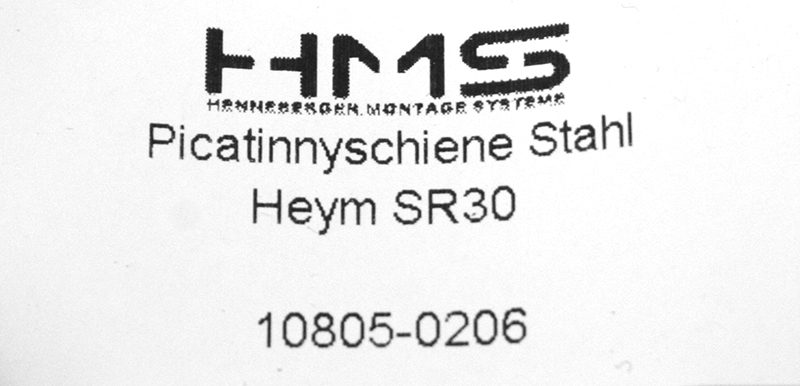 HMS
HENNEBERGER MONTAGE SYSTEME
Picatinnyschiene Stahl
Heym SR30
10805-0206